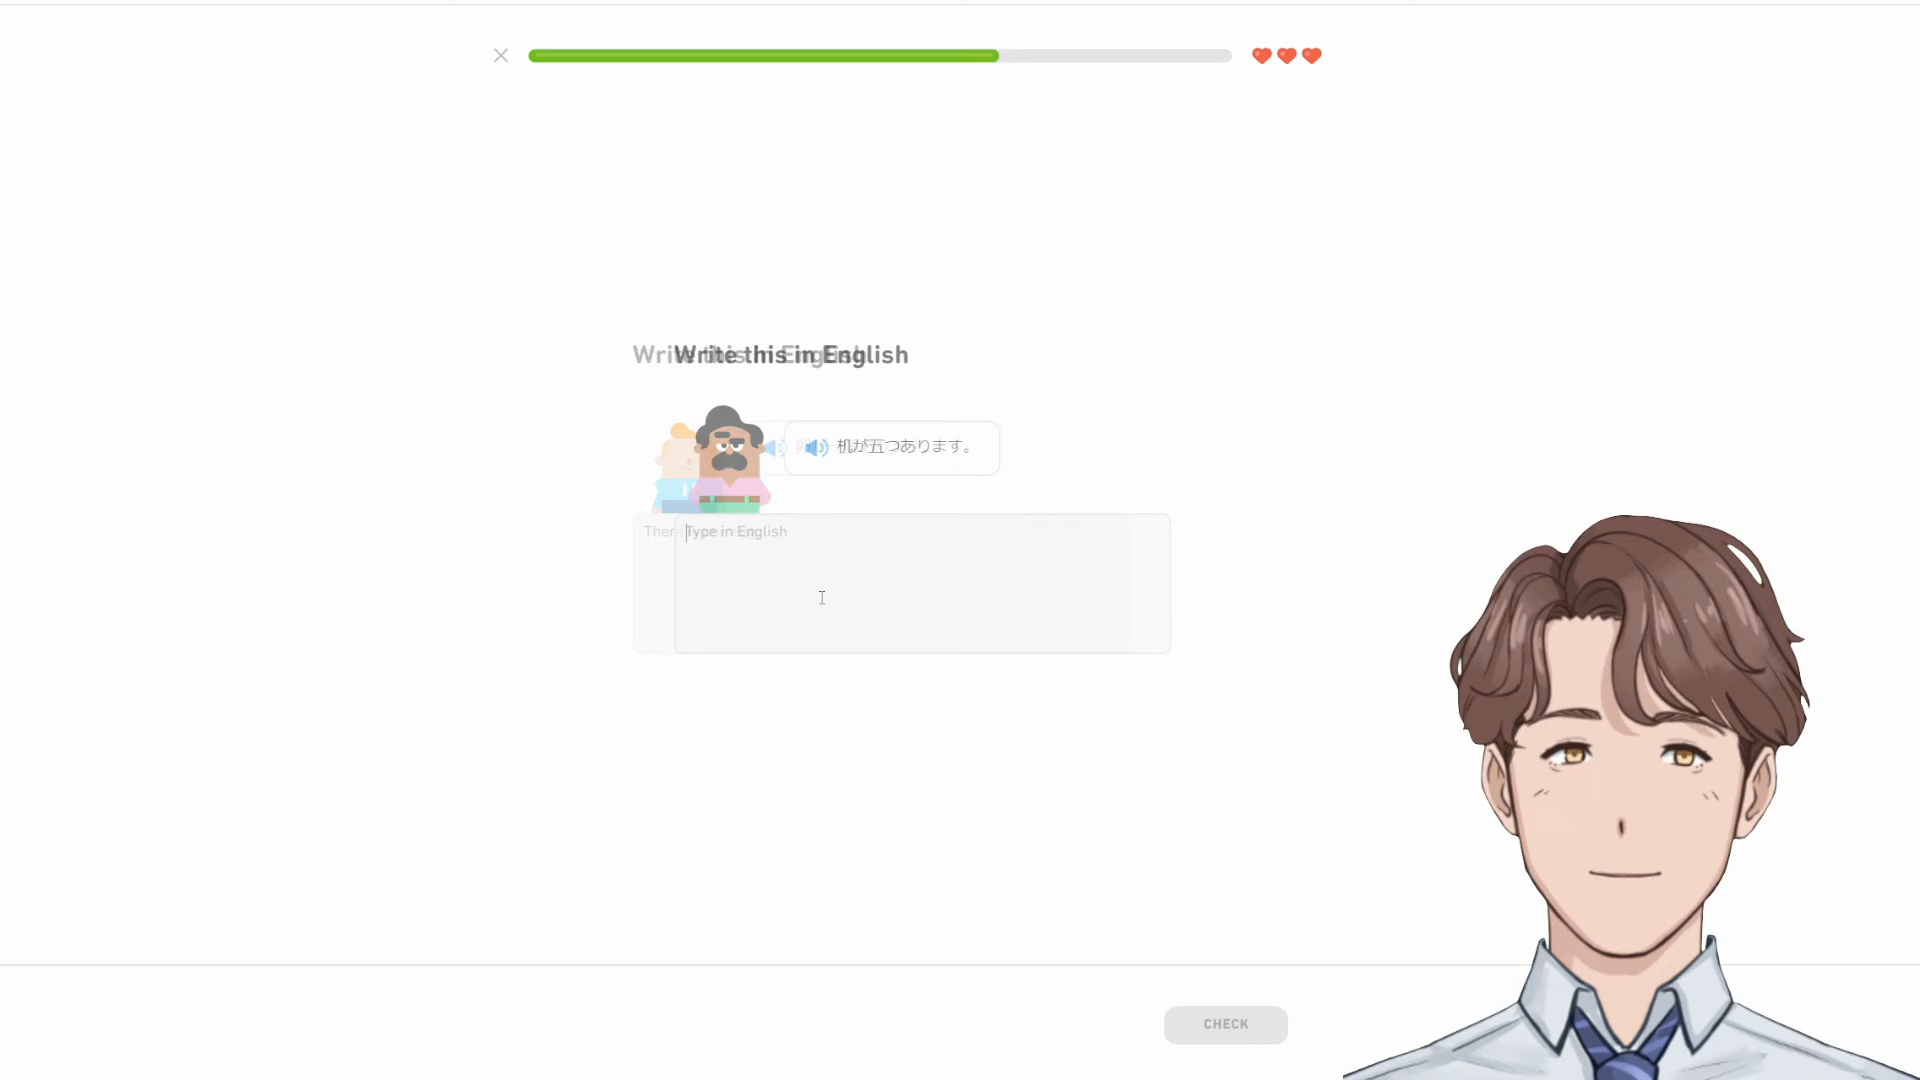 Write this in English
机が五つあります。
Type in English
CHECK